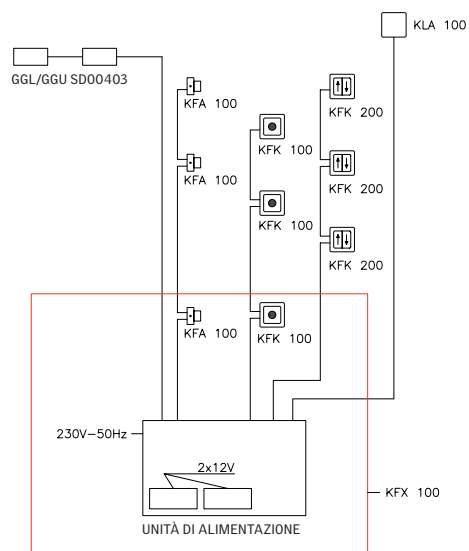 KLA 100
GGL/GGU SD00403
KFA 100
KFK 200
KFK 100
KFA 100
KFK 200
KFK 100
KFK 200
KFA 100
KFK 100
230V–50Hz
2x12V
KFX 100
UNITÀ DI ALIMENTAZIONE